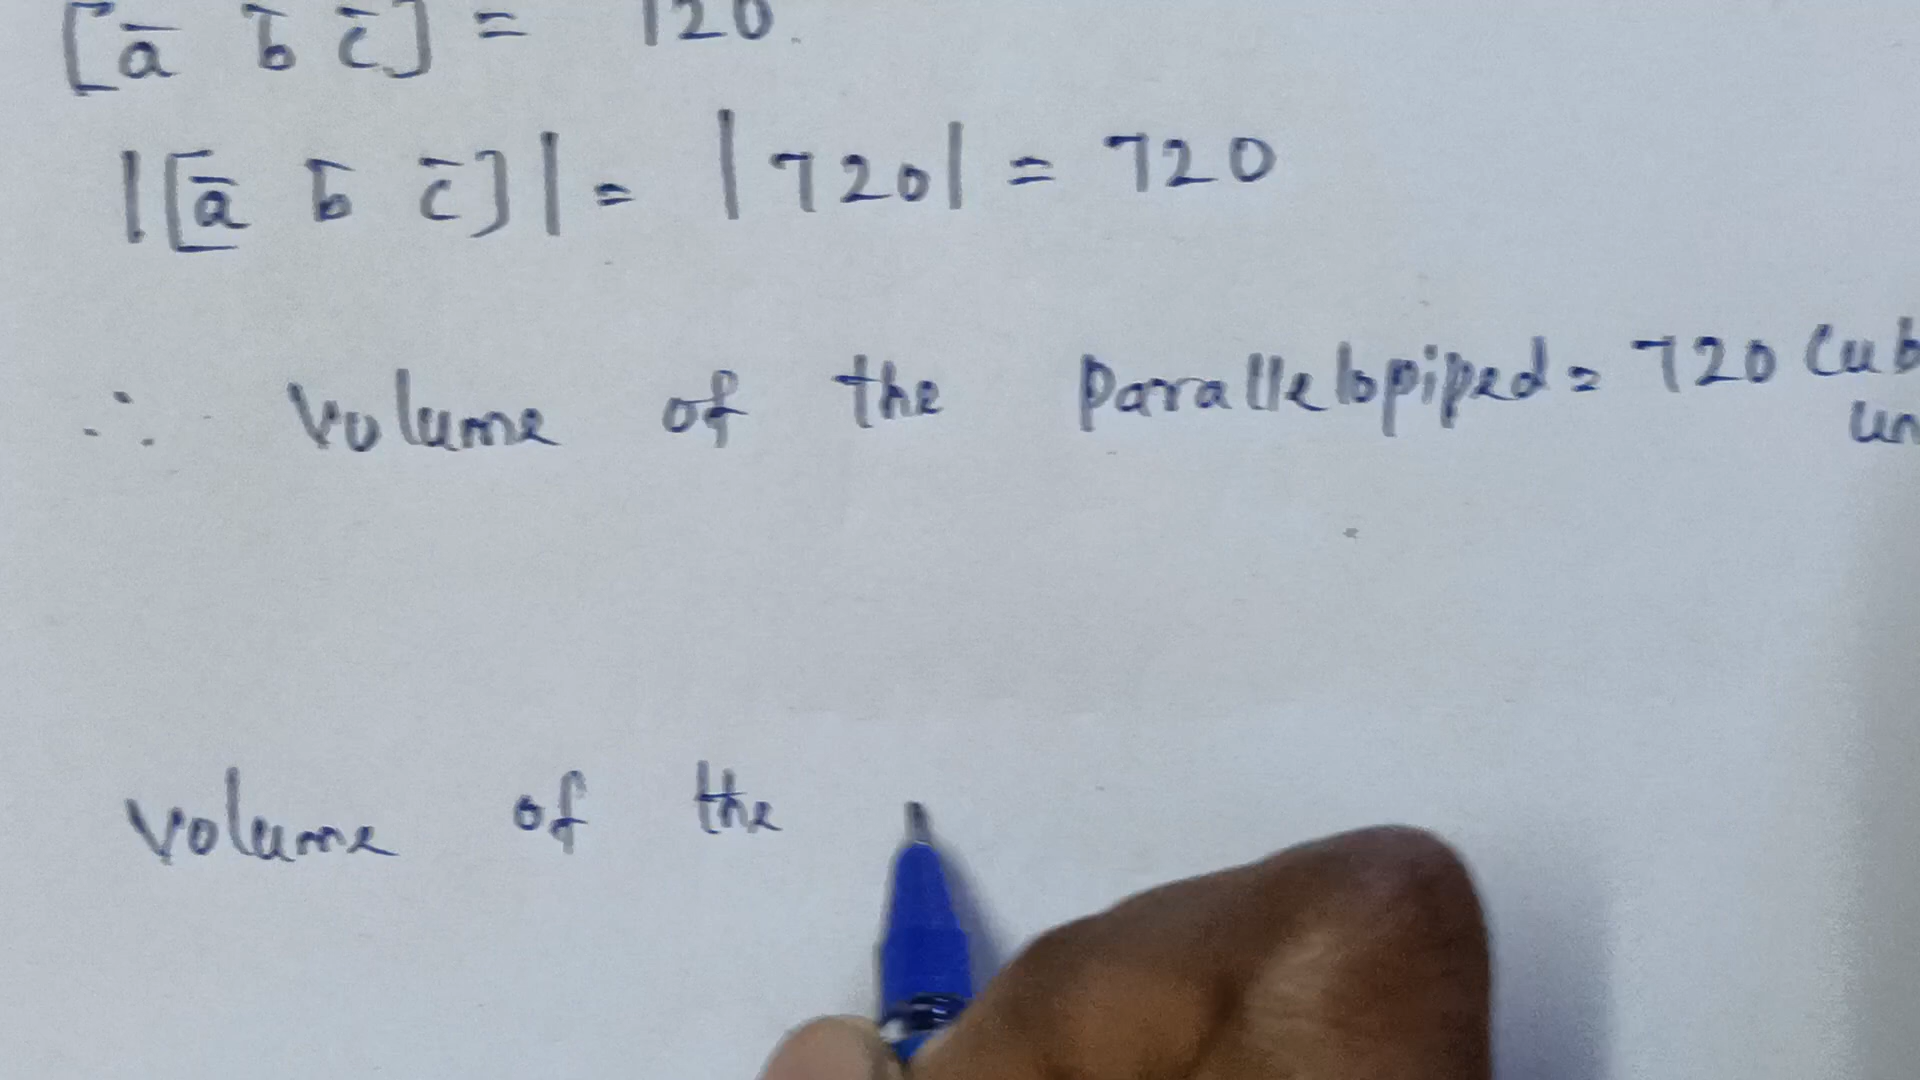 [a̅ b̅ c̅] = 720.
|[a̅ b̅ c̅]| = |720| = 720
∴ volume of the parallelopiped = 720 Cub
un
volume of the